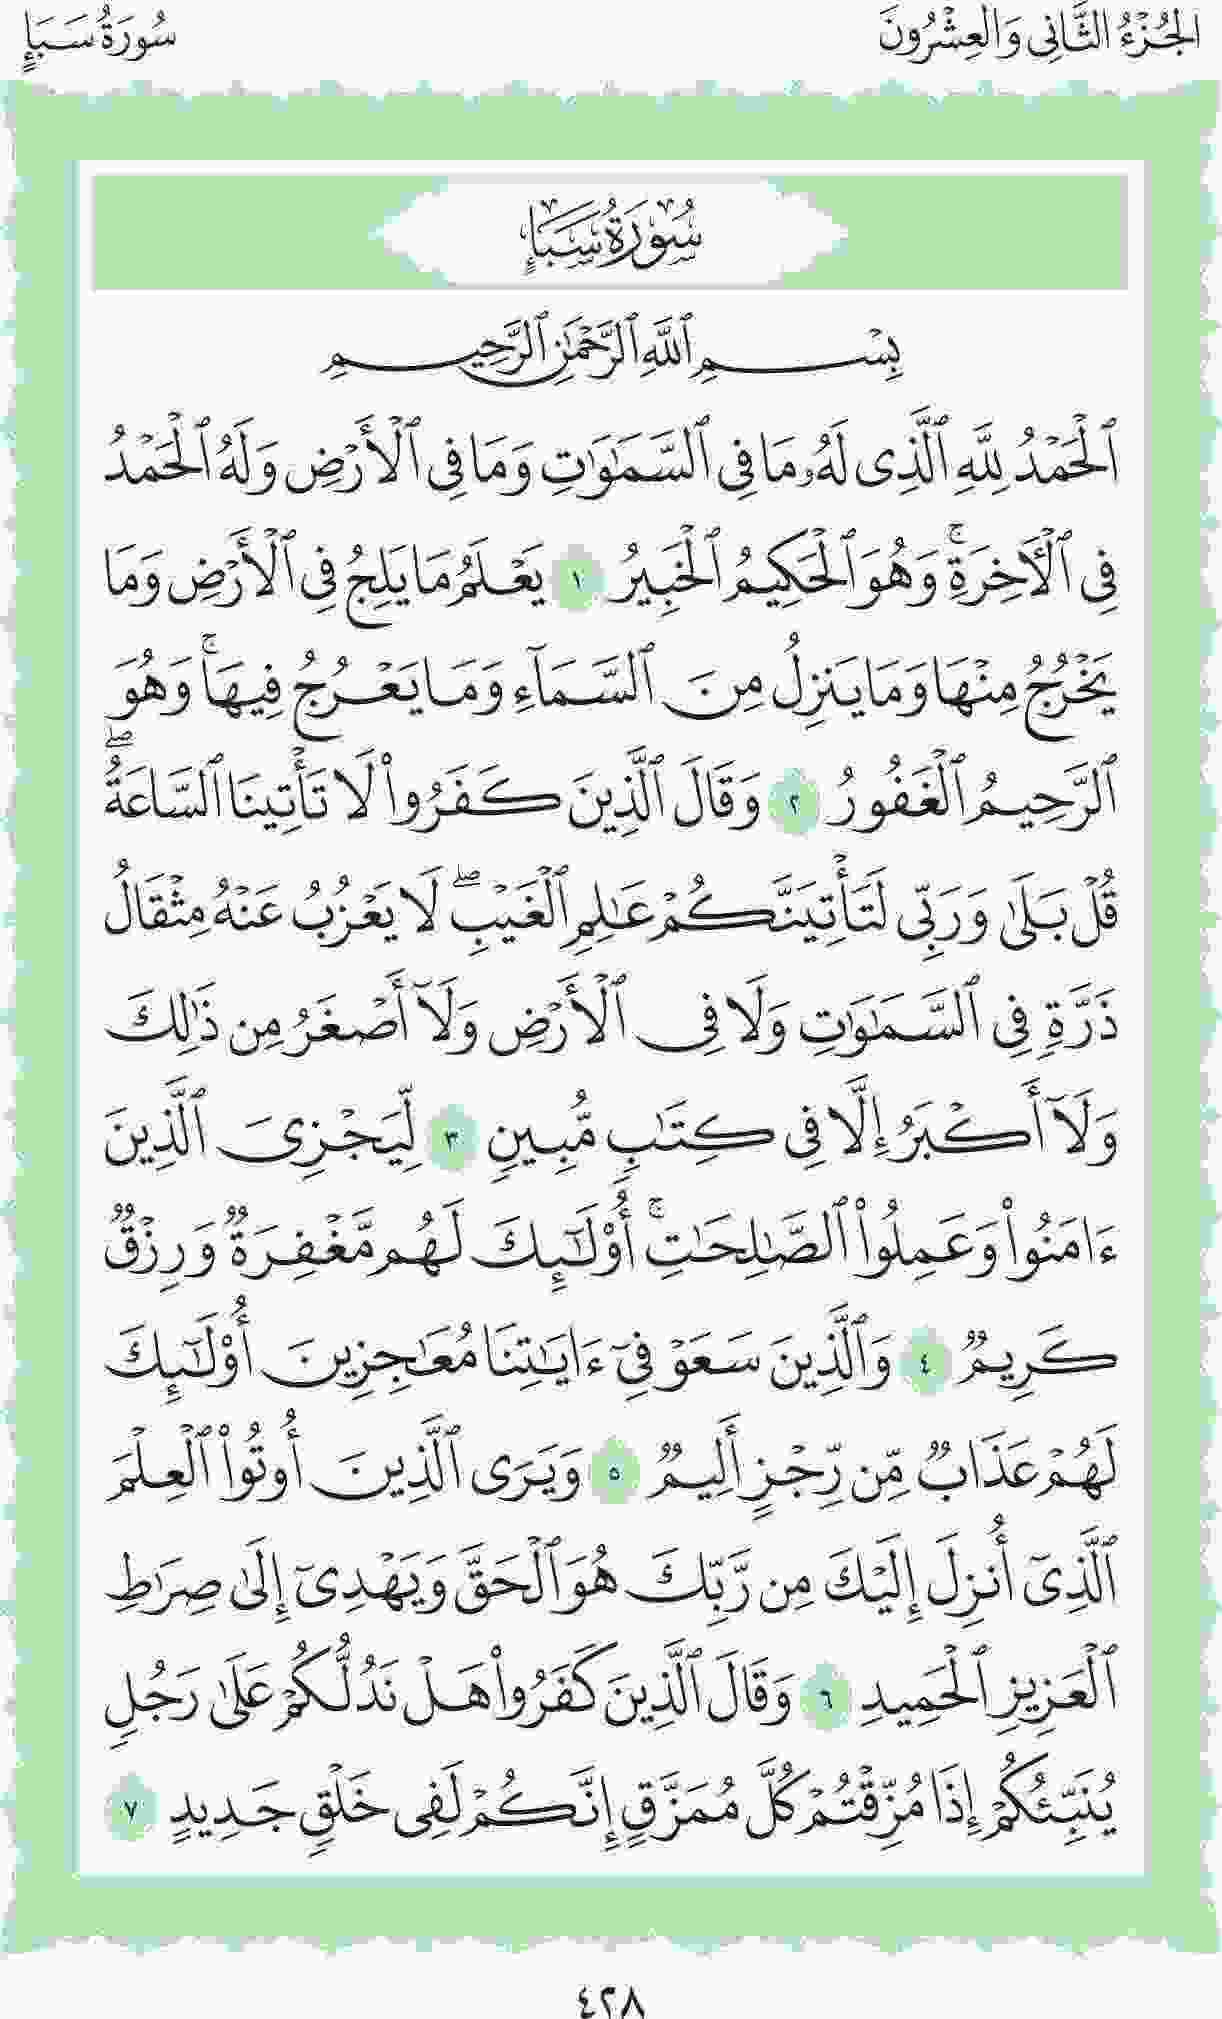 الجُزْءُ الثَّانِي وَالعِشْرُونَ
سُورَةُ سَبَإٍ
سُورَةُ سَبَإٍ
بِسْمِ ٱللَّهِ ٱلرَّحْمَٰنِ ٱلرَّحِيمِ
ٱلْحَمْدُ لِلَّهِ ٱلَّذِى لَهُۥ مَا فِى ٱلسَّمَٰوَٰتِ وَمَا فِى ٱلْأَرْضِ وَلَهُ ٱلْحَمْدُ
فِى ٱلْـَٔاخِرَةِۚ وَهُوَ ٱلْحَكِيمُ ٱلْخَبِيرُ ١ يَعْلَمُ مَا يَلِجُ فِى ٱلْأَرْضِ وَمَا
يَخْرُجُ مِنْهَا وَمَا يَنزِلُ مِنَ ٱلسَّمَآءِ وَمَا يَعْرُجُ فِيهَاۚ وَهُوَ
ٱلرَّحِيمُ ٱلْغَفُورُ ٢ وَقَالَ ٱلَّذِينَ كَفَرُوا۟ لَا تَأْتِينَا ٱلسَّاعَةُۖ
قُلْ بَلَىٰ وَرَبِّى لَتَأْتِيَنَّكُمْ عَٰلِمِ ٱلْغَيْبِۖ لَا يَعْزُبُ عَنْهُ مِثْقَالُ
ذَرَّةٍ فِى ٱلسَّمَٰوَٰتِ وَلَا فِى ٱلْأَرْضِ وَلَآ أَصْغَرُ مِن ذَٰلِكَ
وَلَآ أَكْبَرُ إِلَّا فِى كِتَٰبٍ مُّبِينٍ ٣ لِّيَجْزِىَ ٱلَّذِينَ
ءَامَنُوا۟ وَعَمِلُوا۟ ٱلصَّٰلِحَٰتِۚ أُو۟لَٰٓئِكَ لَهُم مَّغْفِرَةٌ وَرِزْقٌ
كَرِيمٌ ٤ وَٱلَّذِينَ سَعَوْ فِىٓ ءَايَٰتِنَا مُعَٰجِزِينَ أُو۟لَٰٓئِكَ
لَهُمْ عَذَابٌ مِّن رِّجْزٍ أَلِيمٌ ٥ وَيَرَى ٱلَّذِينَ أُوتُوا۟ ٱلْعِلْمَ
ٱلَّذِىٓ أُنزِلَ إِلَيْكَ مِن رَّبِّكَ هُوَ ٱلْحَقَّ وَيَهْدِىٓ إِلَىٰ صِرَٰطِ
ٱلْعَزِيزِ ٱلْحَمِيدِ ٦ وَقَالَ ٱلَّذِينَ كَفَرُوا۟ هَلْ نَدُلُّكُمْ عَلَىٰ رَجُلٍ
يُنَبِّئُكُمْ إِذَا مُزِّقْتُمْ كُلَّ مُمَزَّقٍ إِنَّكُمْ لَفِى خَلْقٍ جَدِيدٍ ٧
٤٢٨